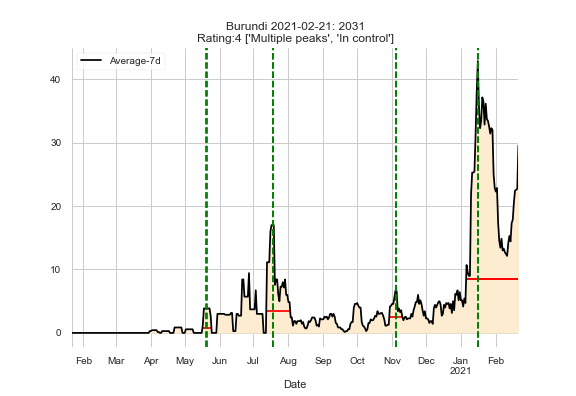 Burundi 2021-02-21: 2031
Rating:4 ['Multiple peaks', 'In control']
Average-7d
40
30
20
10
0
Feb Mar Apr May Jun Jul Aug Sep Oct Nov Dec Jan Feb
2021
Date